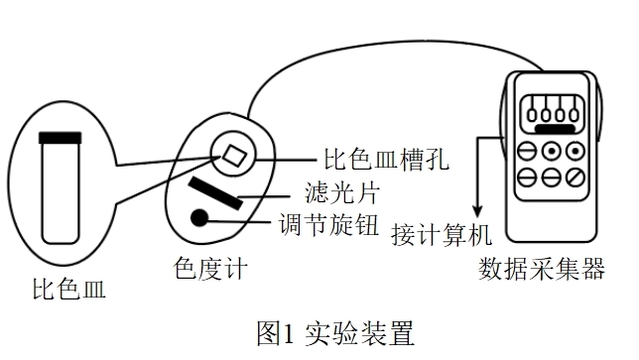 比色皿槽孔
滤光片
调节旋钮
接计算机
比色皿
色度计
数据采集器
图1 实验装置